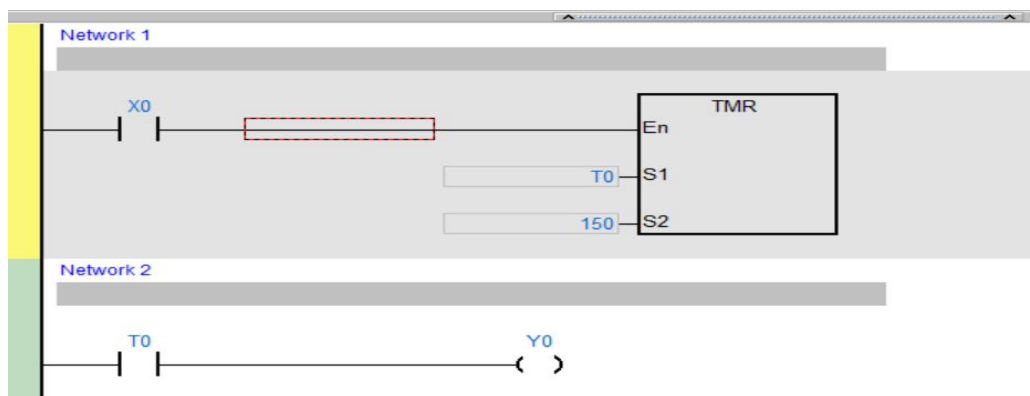 Network 1
X0
TMR
En
T0 S1
150 S2
Network 2
T0 Y0